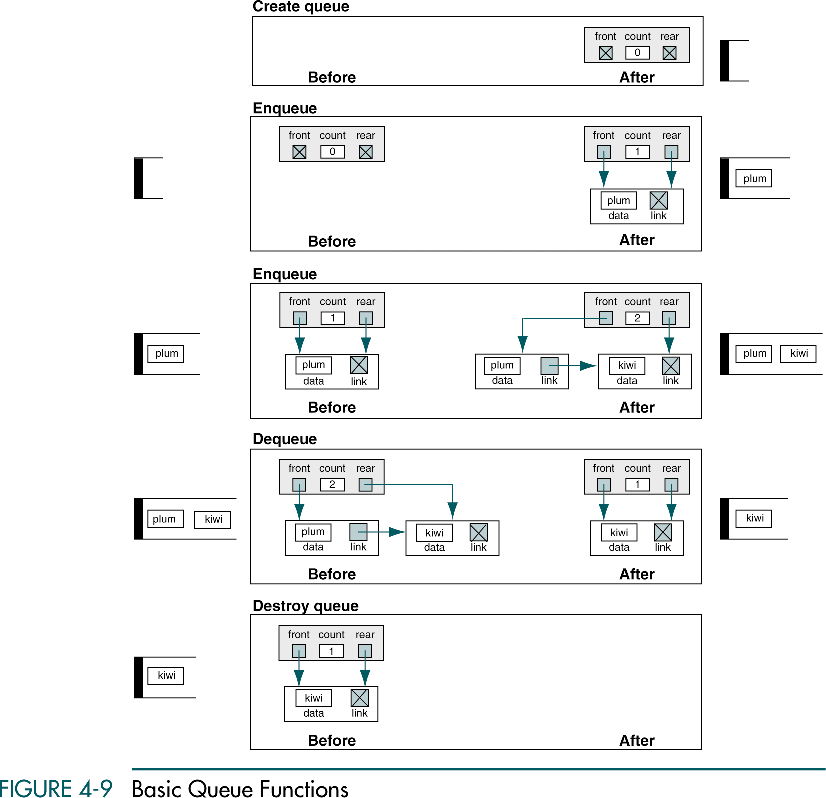 Create queue
front count rear
0
Before After
Enqueue
front count rear front count rear
0 1
plum
plum
data link
Before After
Enqueue
front count rear front count rear
1 2
plum plum kiwi
plum plum kiwi
data link data link data link
Before After
Dequeue
front count rear front count rear
2 1
plum kiwi kiwi
plum kiwi kiwi
data link data link data link
Before After
Destroy queue
front count rear
1
kiwi
kiwi
data link
Before After
FIGURE 4-9 Basic Queue Functions